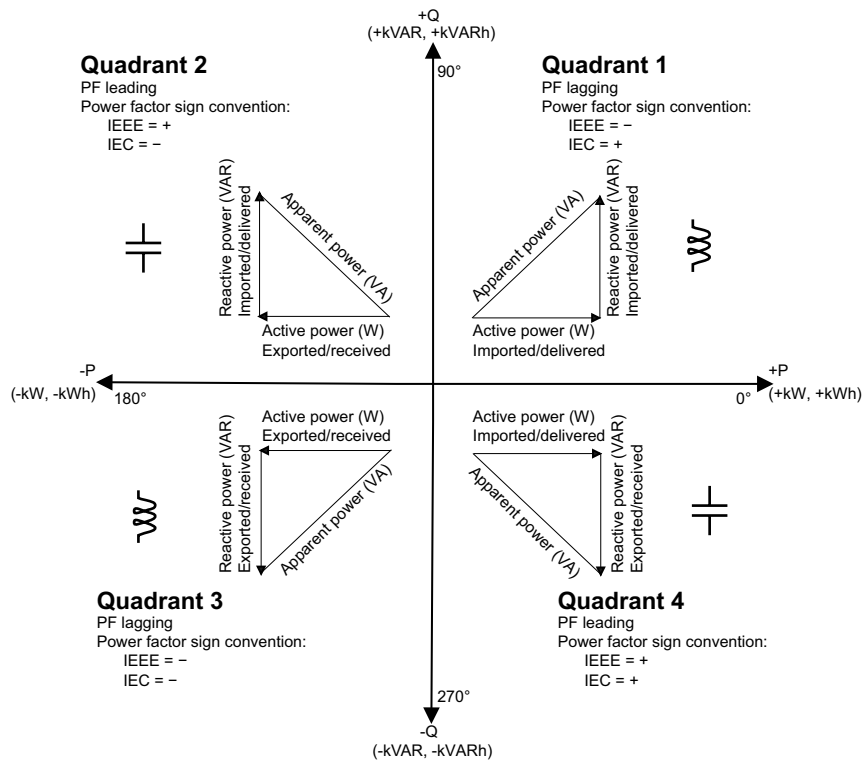 +Q
(+kVAR, +kVARh)
90°
Quadrant 2
PF leading
Power factor sign convention:
IEEE = +
IEC = −
Reactive power (VAR)
Imported/delivered
Apparent power (VA)
Active power (W)
Exported/received
Quadrant 1
PF lagging
Power factor sign convention:
IEEE = −
IEC = +
Apparent power (VA)
Reactive power (VAR)
Imported/delivered
Active power (W)
Imported/delivered
-P
(-kW, -kWh)
180°
+P
(+kW, +kWh)
0°
Active power (W)
Exported/received
Reactive power (VAR)
Exported/received
Apparent power (VA)
Quadrant 3
PF lagging
Power factor sign convention:
IEEE = −
IEC = −
Active power (W)
Imported/delivered
Apparent power (VA)
Reactive power (VAR)
Exported/received
Quadrant 4
PF leading
Power factor sign convention:
IEEE = +
IEC = +
270°
-Q
(-kVAR, -kVARh)